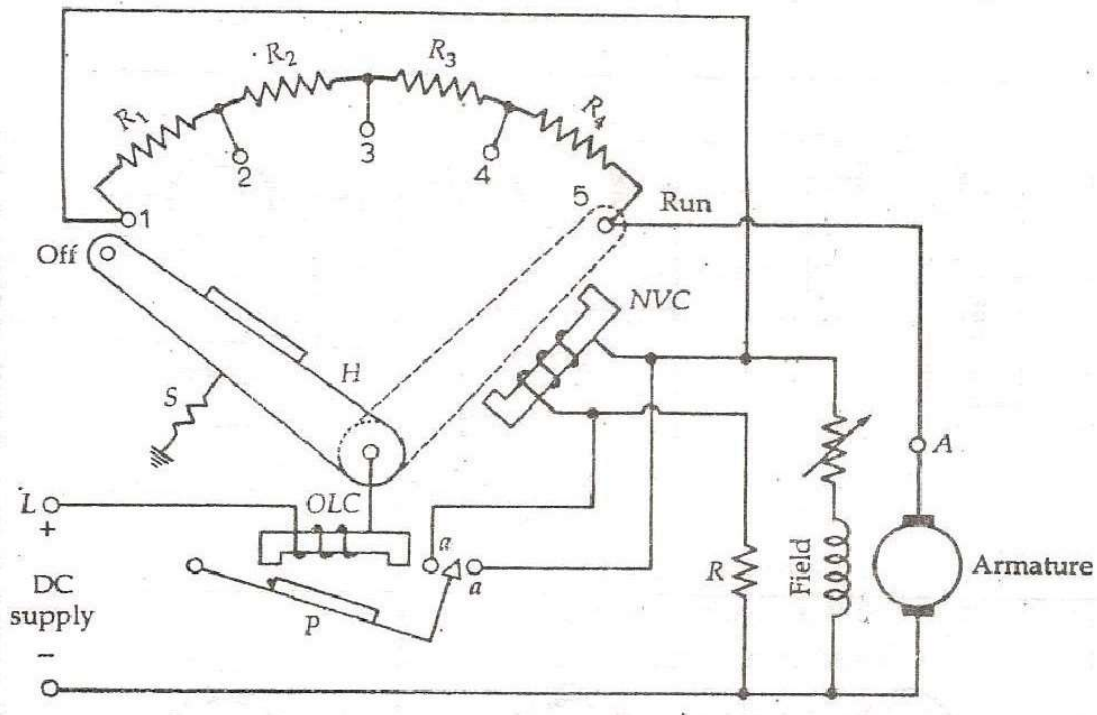 R2
R3
R1
R4
2
3
4
5
1
Run
Off
NVC
H
S
L
+
OLC
A
a
a
R
Field
Armature
DC
supply
P
–